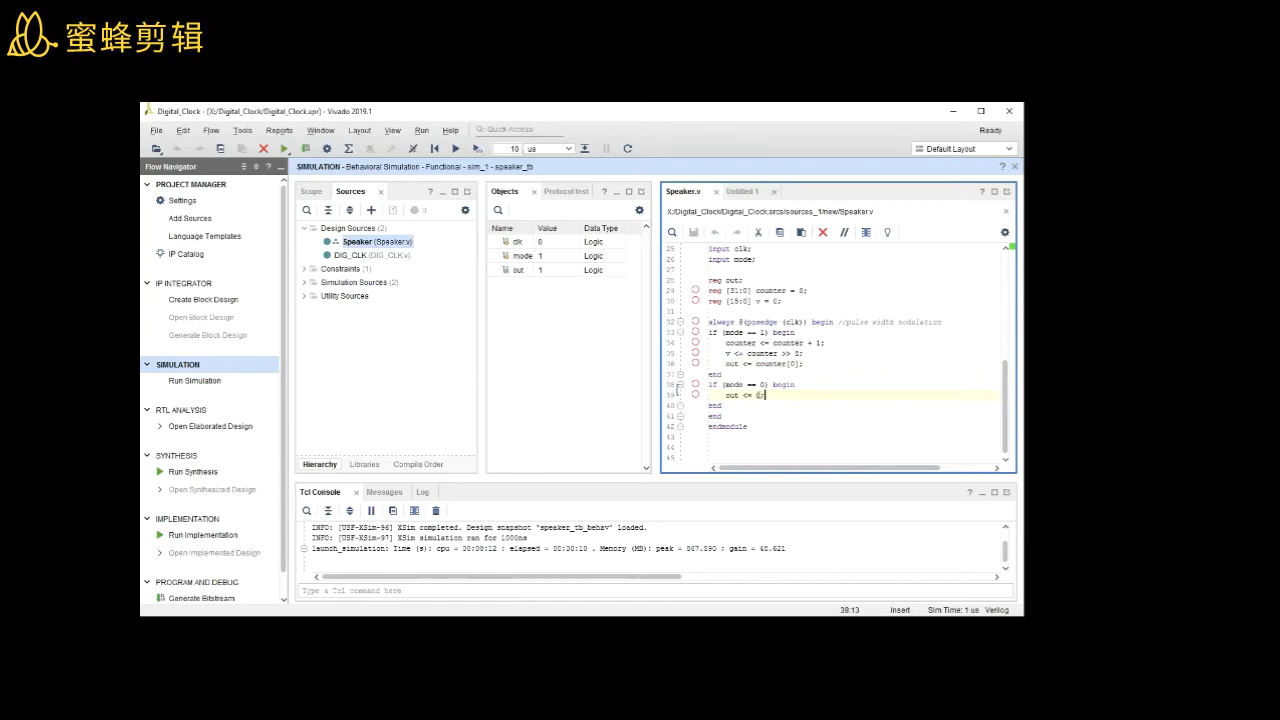 蜜蜂剪辑
Digital_Clock - [X:/Digital_Clock/Digital_Clock.xpr] - Vivado 2019.1
File Edit Flow Tools Reports Window Layout View Run Help Quick Access Ready
10 us Default Layout
Flow Navigator
SIMULATION - Behavioral Simulation - Functional - sim_1 - speaker_tb
PROJECT MANAGER
Settings
Add Sources
Language Templates
IP Catalog
IP INTEGRATOR
Create Block Design
Open Block Design
Generate Block Design
SIMULATION
Run Simulation
RTL ANALYSIS
Open Elaborated Design
SYNTHESIS
Run Synthesis
Open Synthesized Design
IMPLEMENTATION
Run Implementation
Open Implemented Design
PROGRAM AND DEBUG
Generate Bitstream
Scope Sources
0
Design Sources (2)
Speaker (Speaker.v)
DIG_CLK (DIG_CLK.v)
Constraints (1)
Simulation Sources (2)
Utility Sources
Hierarchy Libraries Compile Order
Objects Protocol Inst
Name Value Data Type
clk 0 Logic
mode 1 Logic
out 1 Logic
Speaker.v Untitled 1
X:/Digital_Clock/Digital_Clock.srcs/sources_1/new/Speaker.v
25 input clk;
26 input mode;
27
28 reg out;
29 reg [31:0] counter = 0;
30 reg [15:0] v = 0;
31
32 always @(posedge (clk)) begin //pulse width modulation
33 if (mode == 1) begin
34 counter <= counter + 1;
35 v <= counter >> 8;
36 out <= counter[0];
37 end
38 if (mode == 0) begin
39 out <= 0;
40 end
41 end
42 endmodule
43
44
45
Tcl Console Messages Log
INFO: [USF-XSim-96] XSim completed. Design snapshot 'speaker_tb_behav' loaded.
INFO: [USF-XSim-97] XSim simulation ran for 1000ns
launch_simulation: Time (s): cpu = 00:00:12 ; elapsed = 00:00:10 . Memory (MB): peak = 867.590 ; gain = 48.621
Type a Tcl command here
39:13 Insert Sim Time: 1 us Verilog